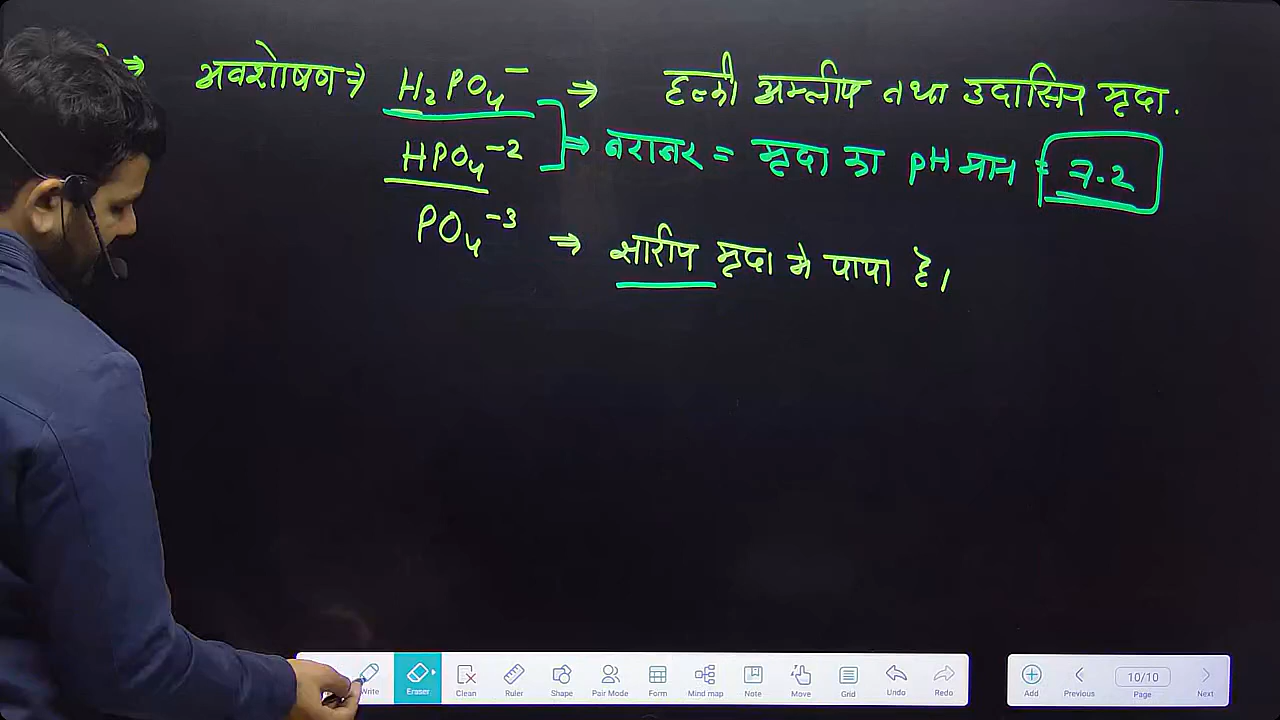 अवशोषण ⇒ H₂PO₄⁻ ⇒ हल्की अम्लीय तथा उदासिन मृदा.
HPO₄⁻² ⇒ बराबर = मृदा का pH मान = 7.2
PO₄⁻³ ⇒ क्षारीय मृदा मे पाया है।
Write Eraser Clean Ruler Shape Pair Mode Form Mind map Note Move Grid Undo Redo
Add Previous 10/10 Page Next